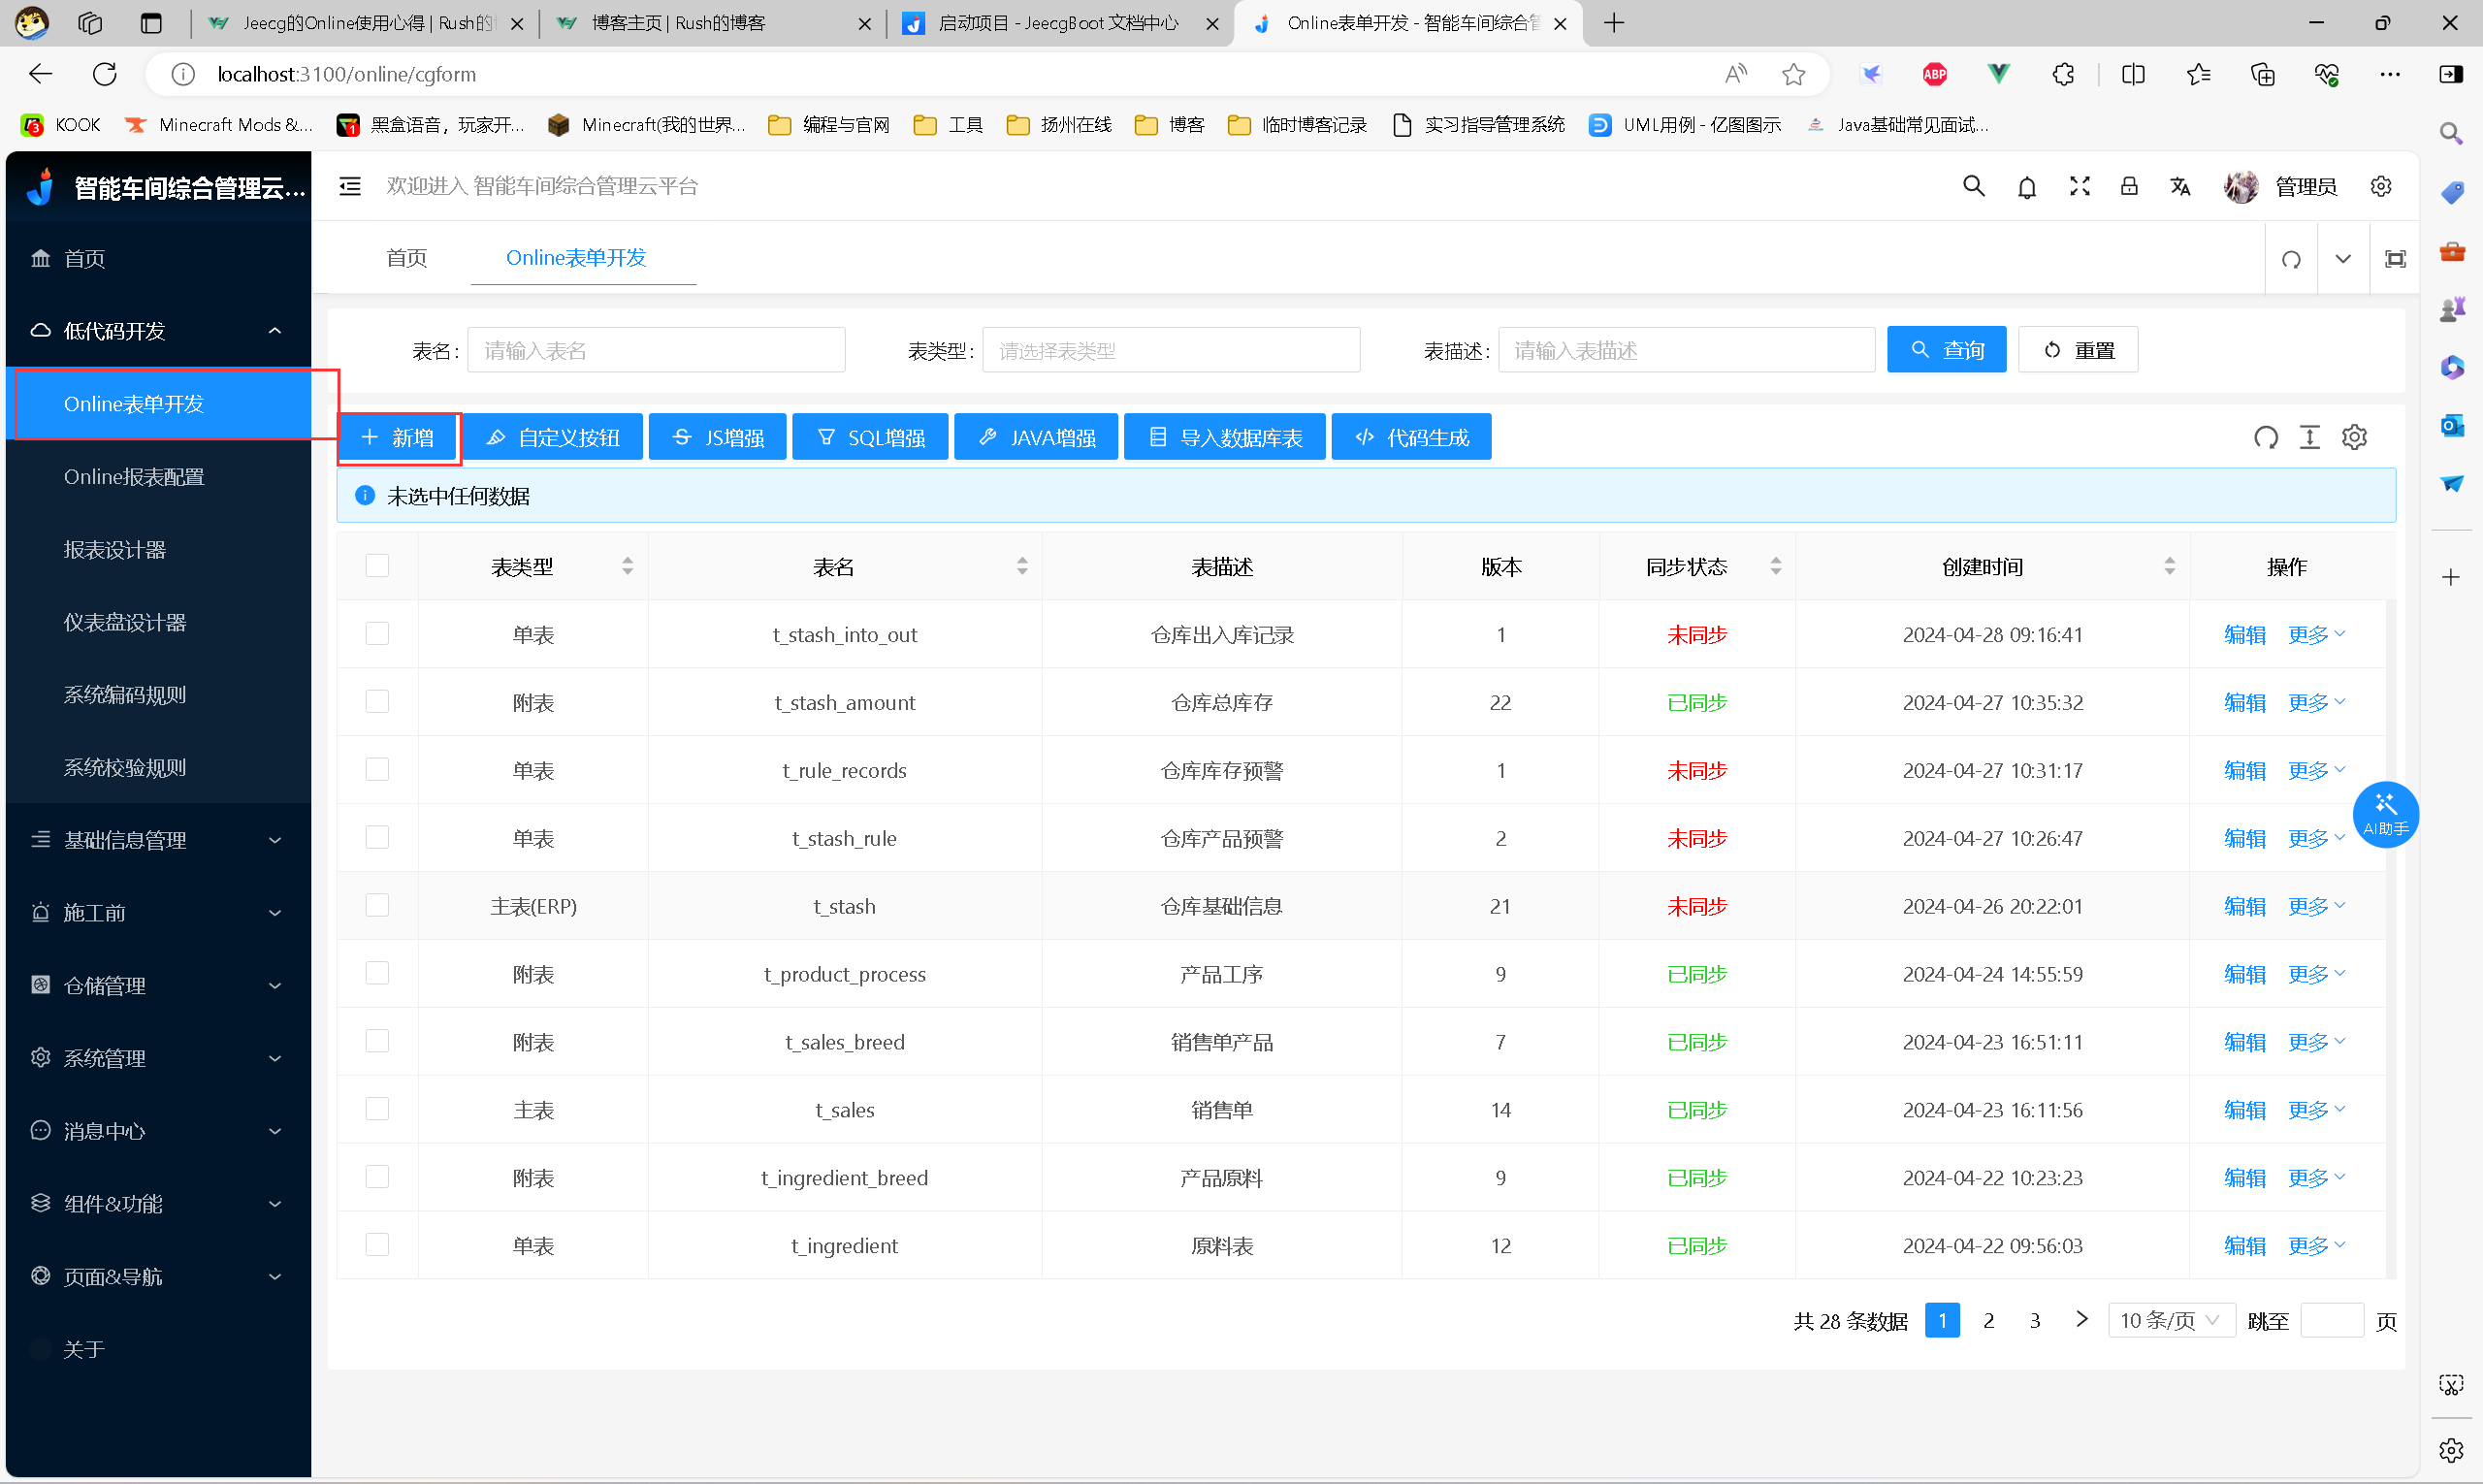 Jeecg的Online使用心得 | Rush的
博客主页 | Rush的博客
启动项目 - JeecgBoot 文档中心
Online表单开发 - 智能车间综合管
localhost:3100/online/cgform
ABP
KOOK
Minecraft Mods &...
黑盒语音，玩家开...
Minecraft(我的世界...
编程与官网
工具
扬州在线
博客
临时博客记录
实习指导管理系统
UML用例 - 亿图图示
Java基础常见面试...
智能车间综合管理云...
欢迎进入 智能车间综合管理云平台
管理员
首页
低代码开发
Online表单开发
Online报表配置
报表设计器
仪表盘设计器
系统编码规则
系统校验规则
基础信息管理
施工前
仓储管理
系统管理
消息中心
组件&功能
页面&导航
关于
首页 Online表单开发
表名: 请输入表名 表类型: 请选择表类型 表描述: 请输入表描述 查询 重置
新增 自定义按钮 JS增强 SQL增强 JAVA增强 导入数据库表 代码生成
未选中任何数据
表类型 表名 表描述 版本 同步状态 创建时间 操作
单表 t_stash_into_out 仓库出入库记录 1 未同步 2024-04-28 09:16:41 编辑 更多
附表 t_stash_amount 仓库总库存 22 已同步 2024-04-27 10:35:32 编辑 更多
单表 t_rule_records 仓库库存预警 1 未同步 2024-04-27 10:31:17 编辑 更多
单表 t_stash_rule 仓库产品预警 2 未同步 2024-04-27 10:26:47 编辑 更多
主表(ERP) t_stash 仓库基础信息 21 未同步 2024-04-26 20:22:01 编辑 更多
附表 t_product_process 产品工序 9 已同步 2024-04-24 14:55:59 编辑 更多
附表 t_sales_breed 销售单产品 7 已同步 2024-04-23 16:51:11 编辑 更多
主表 t_sales 销售单 14 已同步 2024-04-23 16:11:56 编辑 更多
附表 t_ingredient_breed 产品原料 9 已同步 2024-04-22 10:23:23 编辑 更多
单表 t_ingredient 原料表 12 已同步 2024-04-22 09:56:03 编辑 更多
AI助手
共 28 条数据 1 2 3 10 条/页 跳至 页